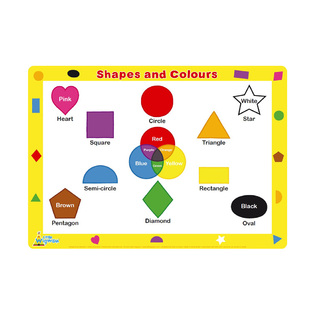 Shapes and Colours
Pink
Heart
Circle
White
Star
Square
Red
Purple
Orange
Triangle
Blue
Green
Yellow
Semi-circle
Rectangle
Brown
Pentagon
Diamond
Black
Oval